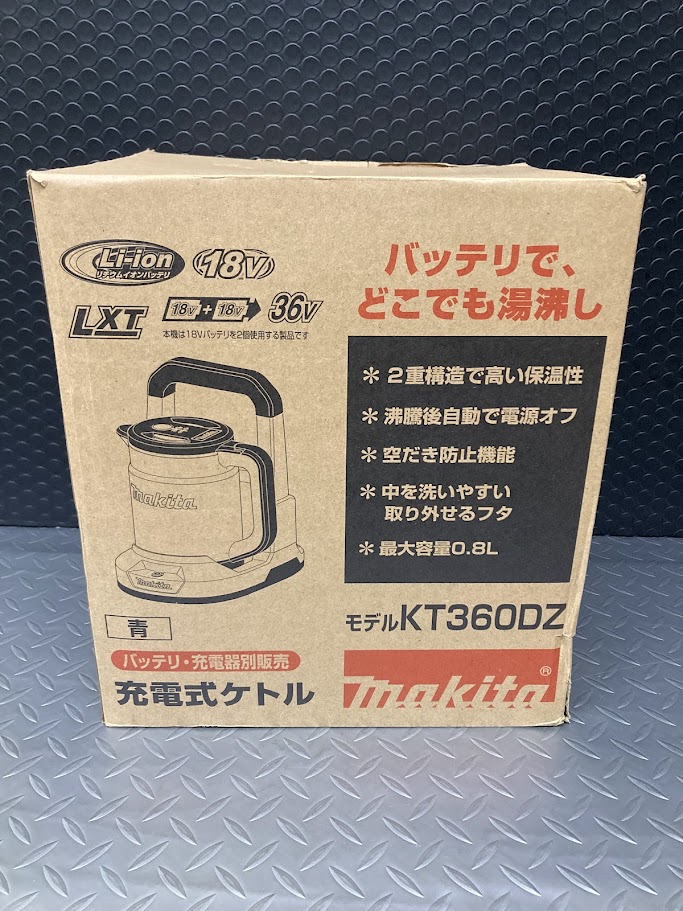 Li-ion
リチウムイオンバッテリ
18V
LXT
18V + 18V 36V
本機は18Vバッテリを2個使用する製品です
バッテリで、
どこでも湯沸し
＊2重構造で高い保温性
＊沸騰後自動で電源オフ
＊空だき防止機能
＊中を洗いやすい
取り外せるフタ
＊最大容量0.8L
makita
makita
青
バッテリ・充電器別販売
充電式ケトル
モデルKT360DZ
makita®